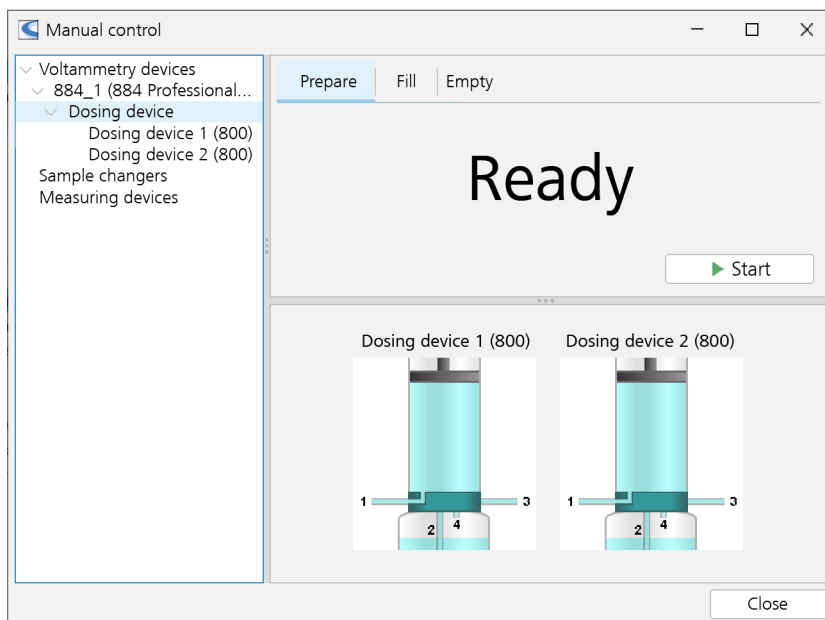 Manual control
Voltammetry devices
884_1 (884 Professional...
Dosing device
Dosing device 1 (800)
Dosing device 2 (800)
Sample changers
Measuring devices
Prepare Fill Empty
Ready
Start
Dosing device 1 (800) Dosing device 2 (800)
1 3 1 3
2 4 2 4
Close